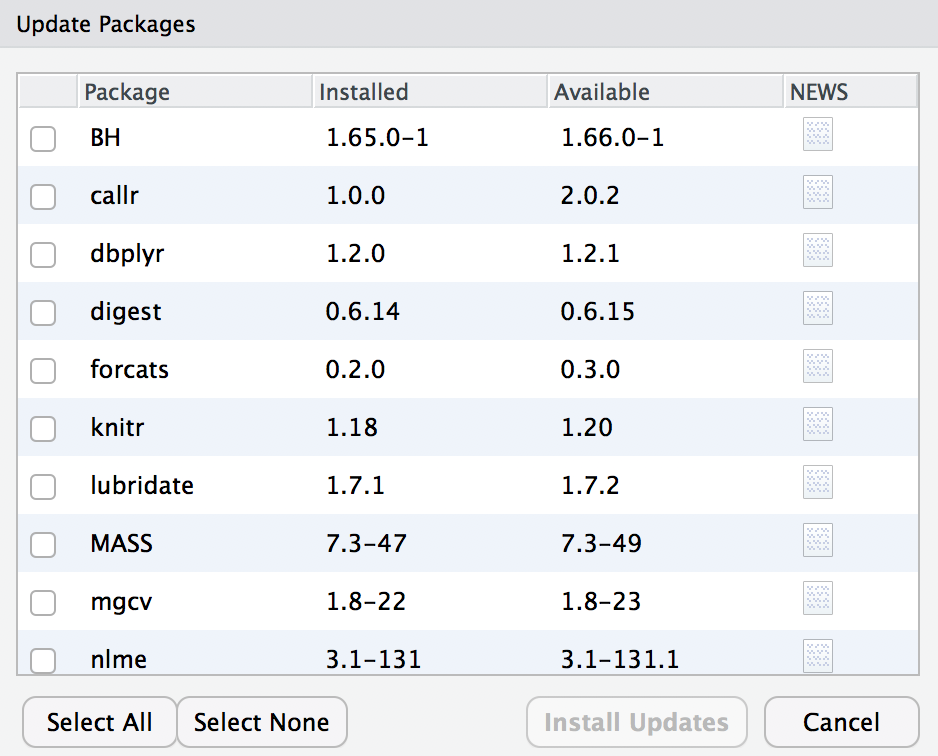 Update Packages
Package Installed Available NEWS
BH 1.65.0-1 1.66.0-1
callr 1.0.0 2.0.2
dbplyr 1.2.0 1.2.1
digest 0.6.14 0.6.15
forcats 0.2.0 0.3.0
knitr 1.18 1.20
lubridate 1.7.1 1.7.2
MASS 7.3-47 7.3-49
mgcv 1.8-22 1.8-23
nlme 3.1-131 3.1-131.1
Select All Select None Install Updates Cancel